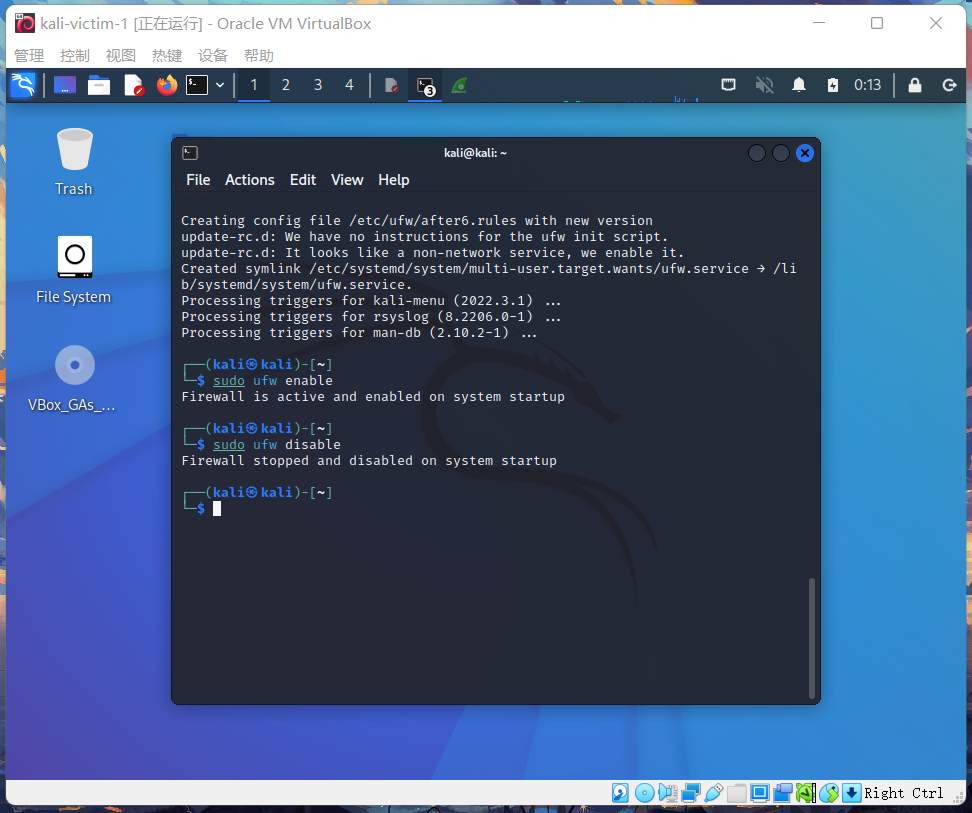 kali-victim-1 [正在运行] - Oracle VM VirtualBox
管理 控制 视图 热键 设备 帮助
1 2 3 4 3 0:13
Trash
File System
VBox_GAs_...
kali@kali: ~
File Actions Edit View Help
Creating config file /etc/ufw/after6.rules with new version
update-rc.d: We have no instructions for the ufw init script.
update-rc.d: It looks like a non-network service, we enable it.
Created symlink /etc/systemd/system/multi-user.target.wants/ufw.service → /li
b/systemd/system/ufw.service.
Processing triggers for kali-menu (2022.3.1) ...
Processing triggers for rsyslog (8.2206.0-1) ...
Processing triggers for man-db (2.10.2-1) ...
┌──(kali㉿kali)-[~]
└─$ sudo ufw enable
Firewall is active and enabled on system startup
┌──(kali㉿kali)-[~]
└─$ sudo ufw disable
Firewall stopped and disabled on system startup
┌──(kali㉿kali)-[~]
└─$
Right Ctrl